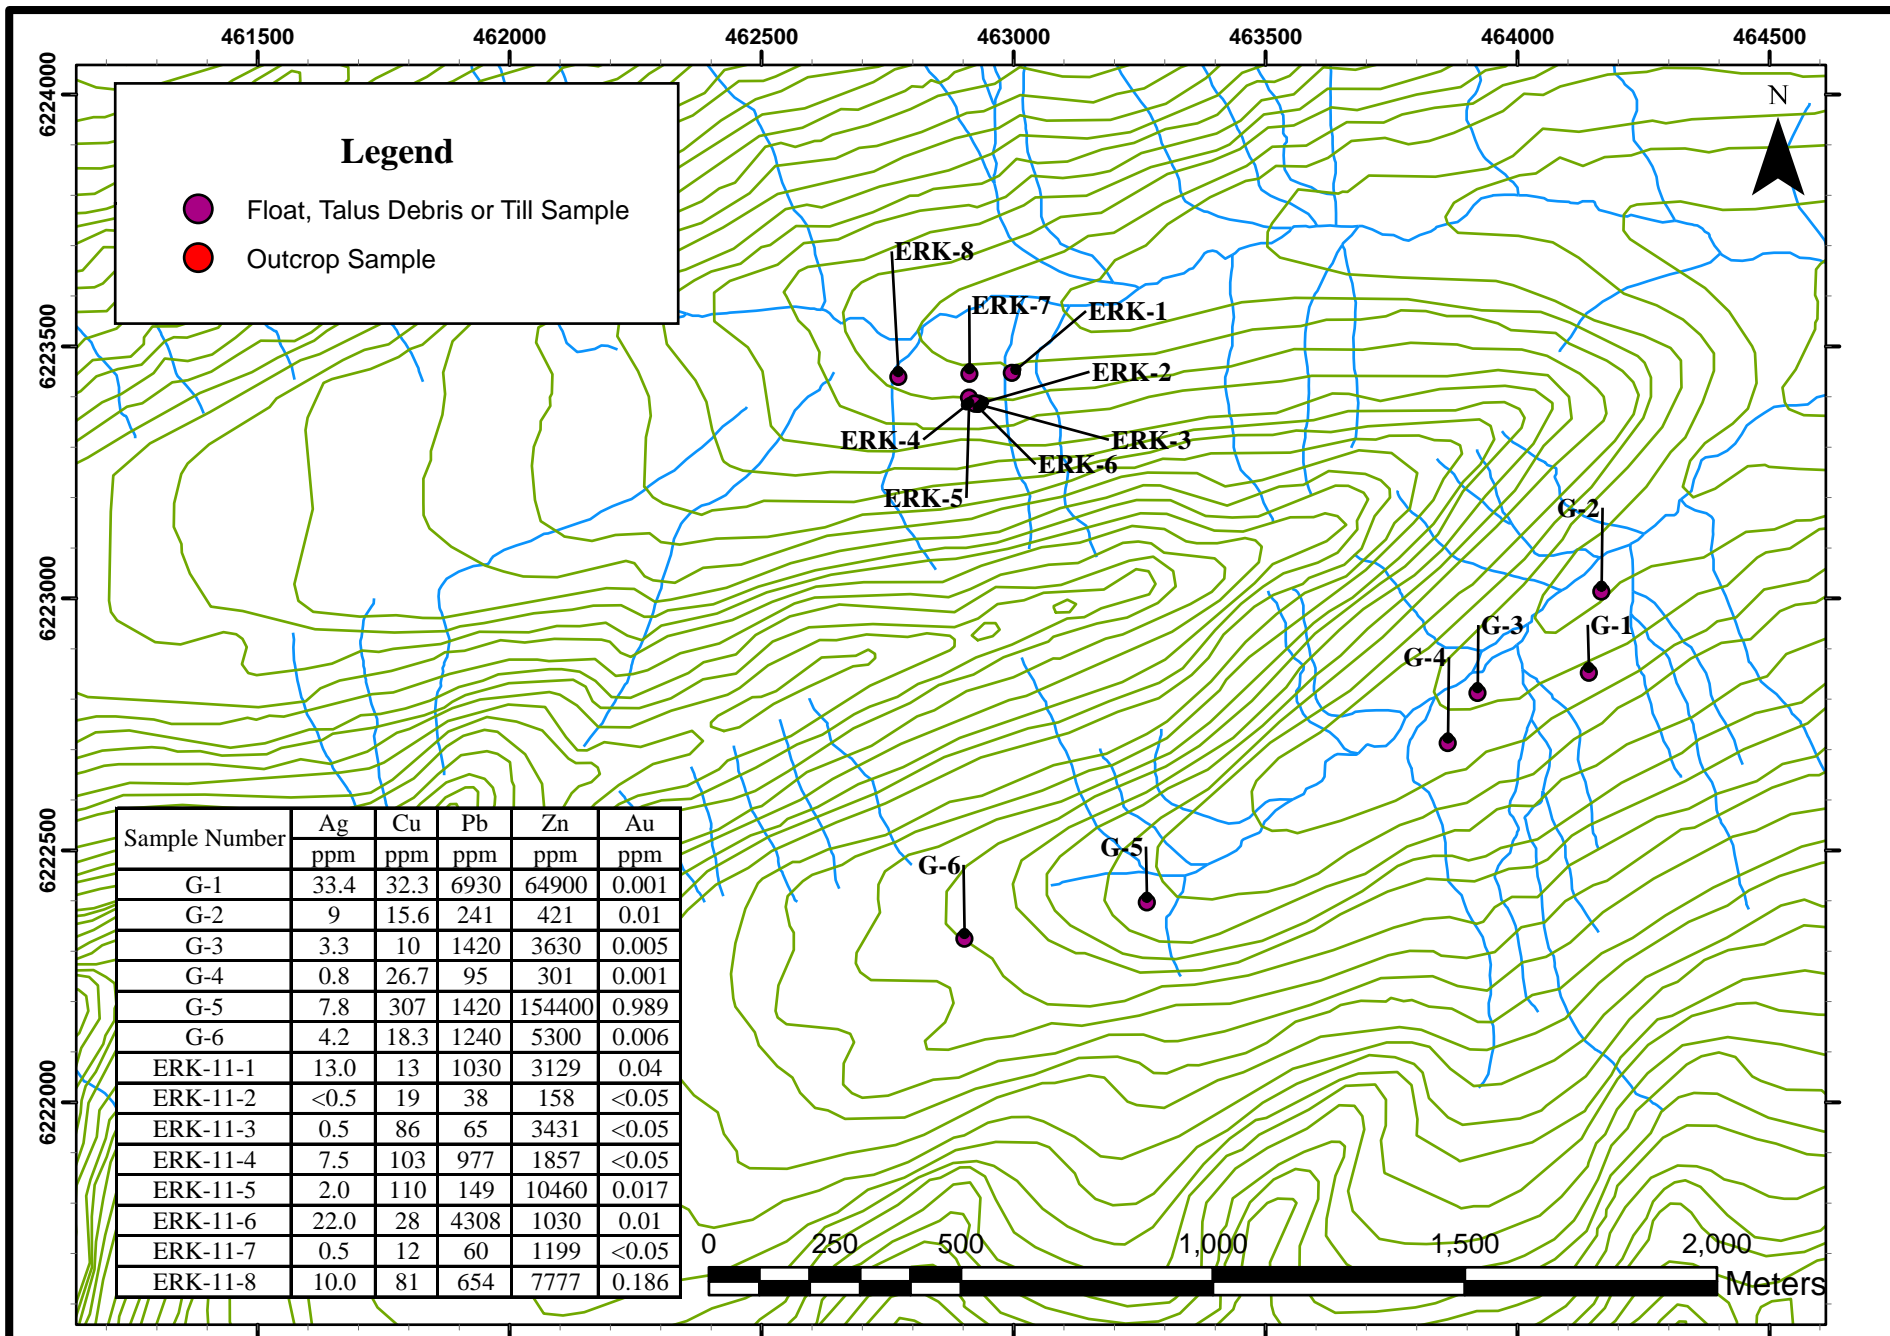 461500 462000 462500 463000 463500 464000 464500
6224000
6223500
6223000
6222500
6222000
N
Legend
Float, Talus Debris or Till Sample
Outcrop Sample
ERK-8
ERK-7
ERK-1
ERK-2
ERK-4
ERK-3
ERK-6
ERK-5
G-2
G-3
G-1
G-4
G-5
G-6
Sample Number Ag Cu Pb Zn Au
ppm ppm ppm ppm ppm
G-1 33.4 32.3 6930 64900 0.001
G-2 9 15.6 241 421 0.01
G-3 3.3 10 1420 3630 0.005
G-4 0.8 26.7 95 301 0.001
G-5 7.8 307 1420 154400 0.989
G-6 4.2 18.3 1240 5300 0.006
ERK-11-1 13.0 13 1030 3129 0.04
ERK-11-2 <0.5 19 38 158 <0.05
ERK-11-3 0.5 86 65 3431 <0.05
ERK-11-4 7.5 103 977 1857 <0.05
ERK-11-5 2.0 110 149 10460 0.017
ERK-11-6 22.0 28 4308 1030 0.01
ERK-11-7 0.5 12 60 1199 <0.05
ERK-11-8 10.0 81 654 7777 0.186
0 250 500 1,000 1,500 2,000
Meters